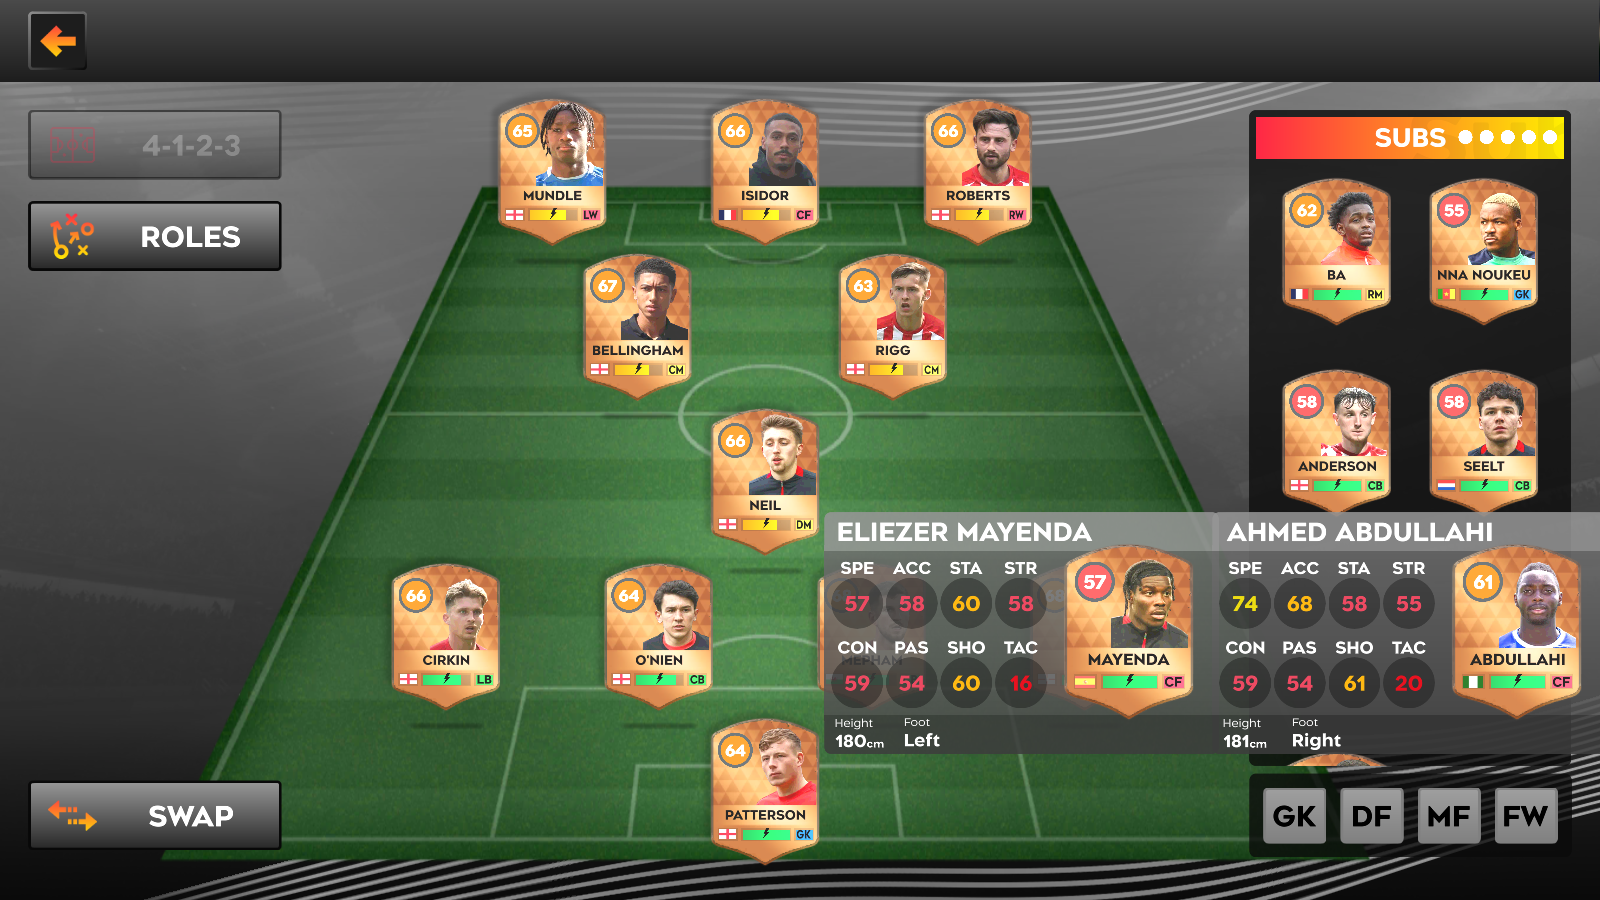 4-1-2-3
ROLES
65
MUNDLE
LW
66
ISIDOR
CF
66
ROBERTS
RW
67
BELLINGHAM
CM
63
RIGG
CM
66
NEIL
DM
66
CIRKIN
LB
64
O'NIEN
CB
68
MEPHAM
64
PATTERSON
GK
SUBS
62
BA
RM
55
NNA NOUKEU
GK
58
ANDERSON
CB
58
SEELT
CB
ELIEZER MAYENDA
SPE ACC STA STR
57 58 60 58
CON PAS SHO TAC
59 54 60 16
Height Foot
180cm Left
57
MAYENDA
CF
AHMED ABDULLAHI
SPE ACC STA STR
74 68 58 55
CON PAS SHO TAC
59 54 61 20
Height Foot
181cm Right
61
ABDULLAHI
CF
SWAP
GK DF MF FW